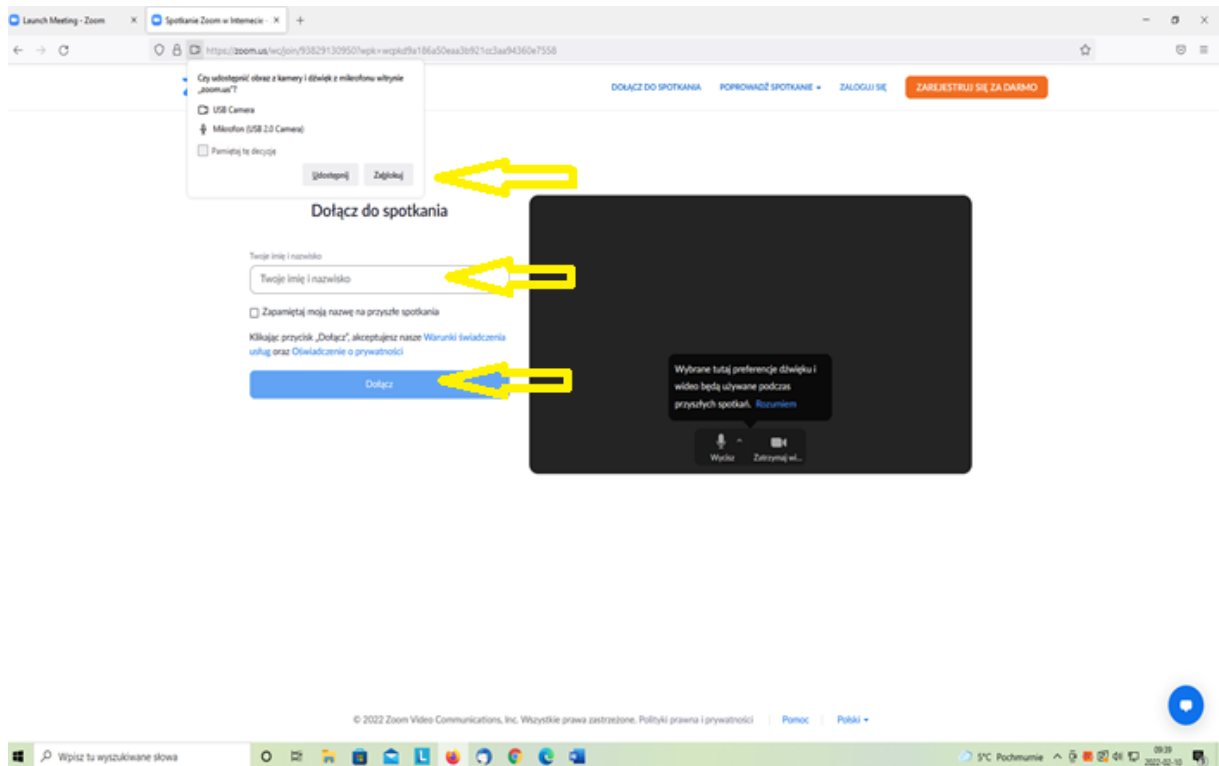 Launch Meeting - Zoom
Spotkanie Zoom w Internecie -
https://zoom.us/wc/join/93829130950?wpk=wcpkd9a186a50eaa3b921cc3aa94360e7558
Czy udostępnić obraz z kamery i dźwięk z mikrofonu witrynie
„zoom.us”?
USB Camera
Mikrofon (USB 2.0 Camera)
Pamiętaj tę decyzję
Udostępnij Zablokuj
DOŁĄCZ DO SPOTKANIA POPROWADŹ SPOTKANIE ZALOGUJ SIĘ ZAREJESTRUJ SIĘ ZA DARMO
Dołącz do spotkania
Twoje imię i nazwisko
Twoje imię i nazwisko
Zapamiętaj moją nazwę na przyszłe spotkania
Klikając przycisk „Dołącz”, akceptujesz nasze Warunki świadczenia
usług oraz Oświadczenie o prywatności
Dołącz
Wybrane tutaj preferencje dźwięku i
wideo będą używane podczas
przyszłych spotkań. Rozumiem
Wycisz Zatrzymaj wi...
© 2022 Zoom Video Communications, Inc. Wszystkie prawa zastrzeżone. Polityki prawna i prywatności Pomoc Polski
Wpisz tu wyszukiwane słowa
5°C Pochmurnie
09:39
2022-02-10